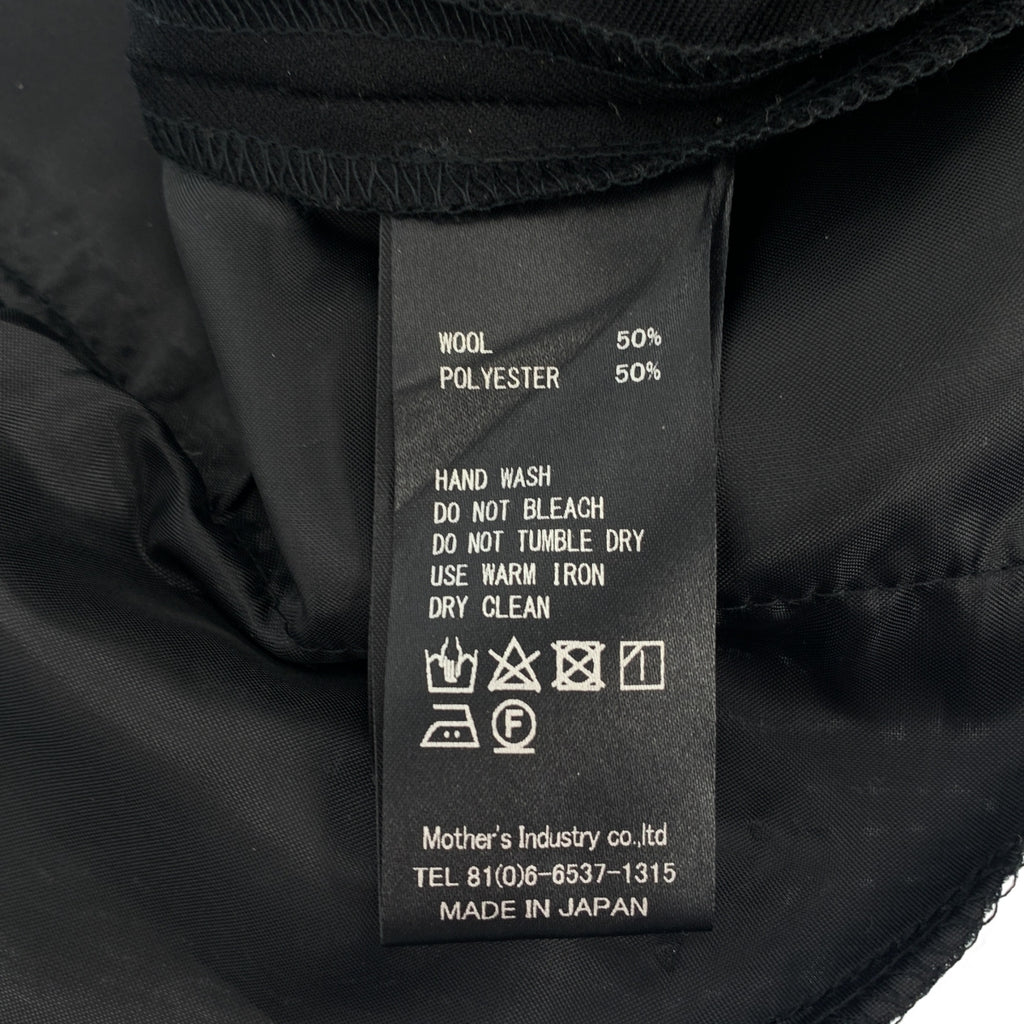 WOOL 50%
POLYESTER 50%
HAND WASH
DO NOT BLEACH
DO NOT TUMBLE DRY
USE WARM IRON
DRY CLEAN
F
Mother's Industry co.,ltd
TEL 81(0)6-6537-1315
MADE IN JAPAN